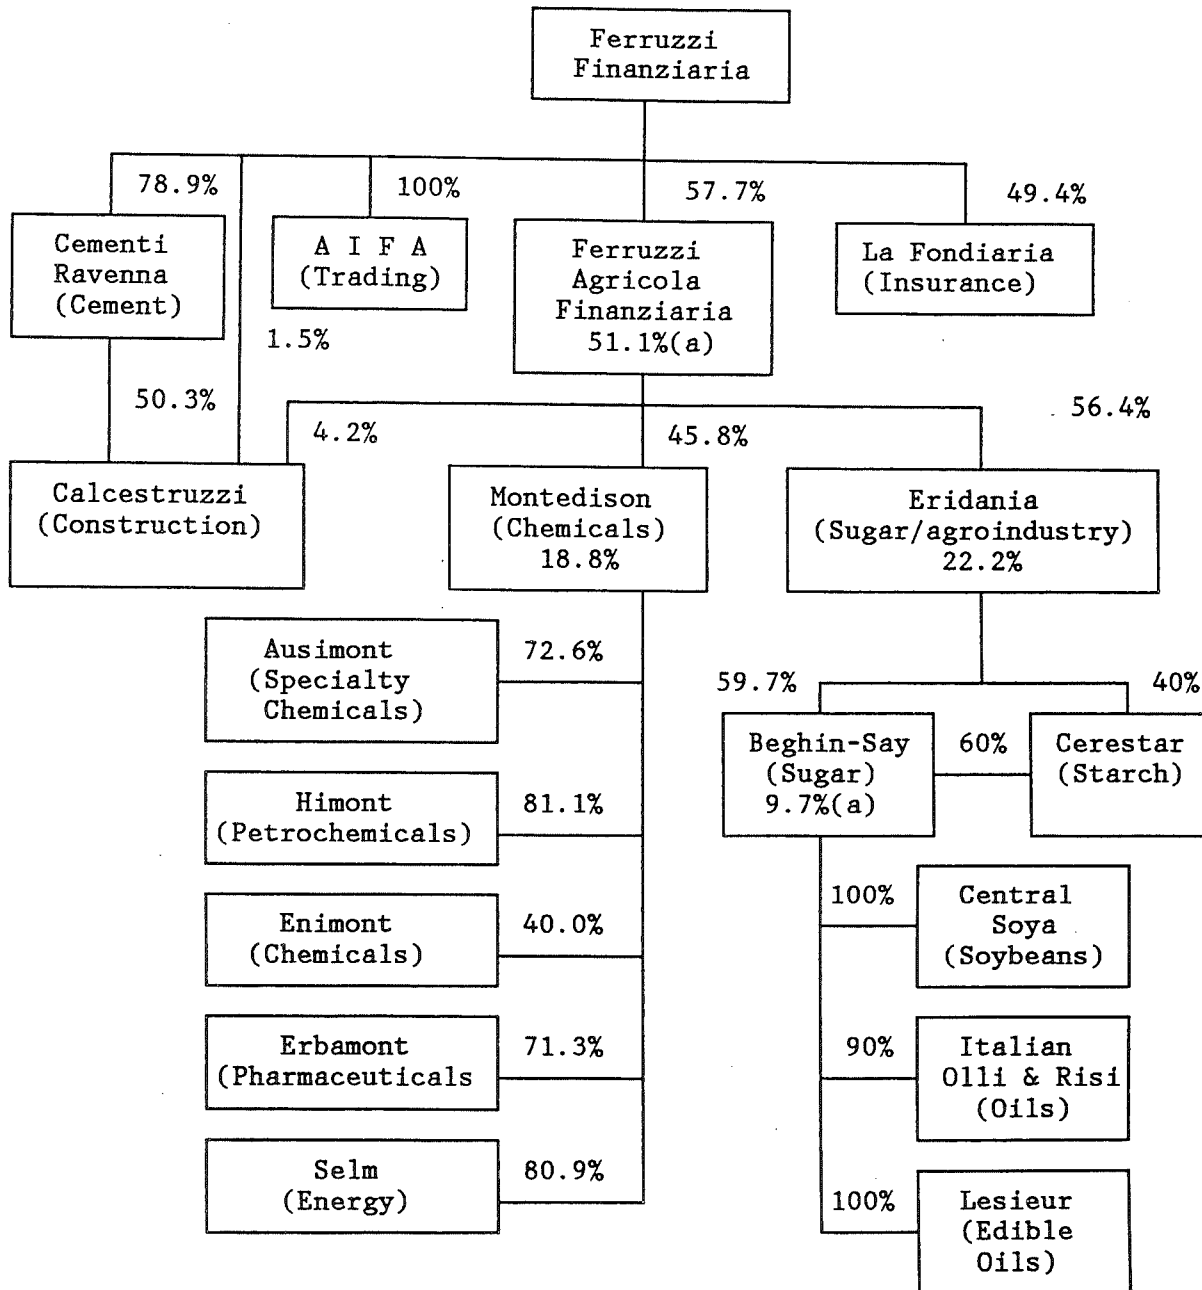 Ferruzzi
Finanziaria
78.9%
100%
57.7%
49.4%
Cementi
Ravenna
(Cement)
A I F A
(Trading)
Ferruzzi
Agricola
Finanziaria
51.1%(a)
La Fondiaria
(Insurance)
1.5%
50.3%
4.2%
45.8%
56.4%
Calcestruzzi
(Construction)
Montedison
(Chemicals)
18.8%
Eridania
(Sugar/agroindustry)
22.2%
Ausimont
(Specialty
Chemicals)
72.6%
Himont
(Petrochemicals)
81.1%
Enimont
(Chemicals)
40.0%
Erbamont
(Pharmaceuticals
71.3%
Selm
(Energy)
80.9%
59.7%
40%
Beghin-Say
(Sugar)
9.7%(a)
60%
Cerestar
(Starch)
100%
Central
Soya
(Soybeans)
90%
Italian
Olli & Risi
(Oils)
100%
Lesieur
(Edible
Oils)